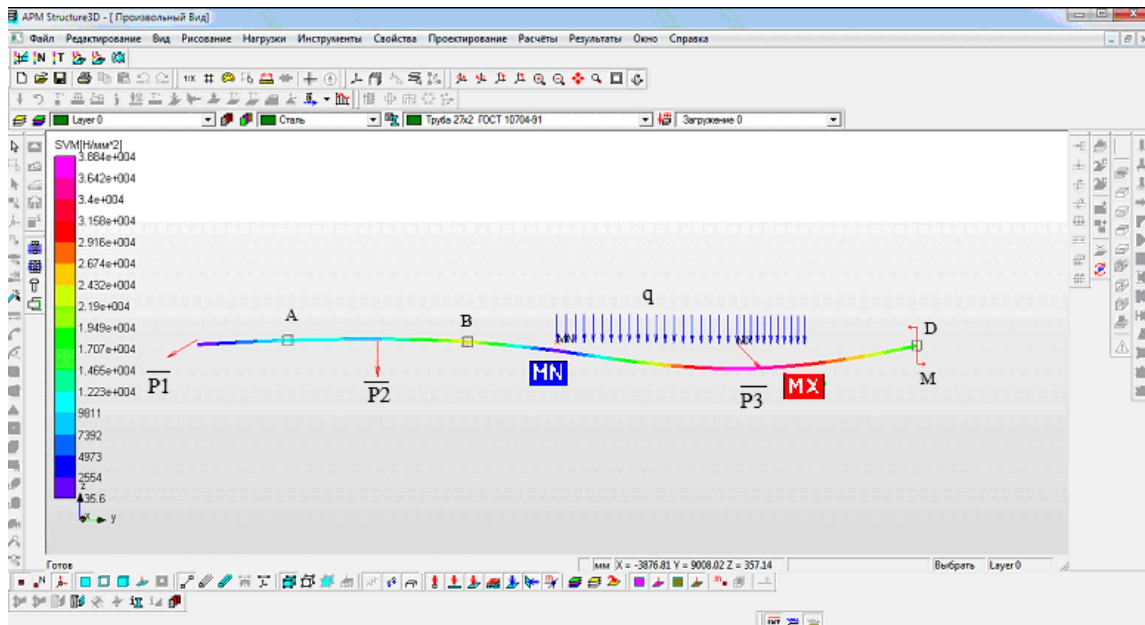 APM Structure3D - [ Произвольный Вид]
Файл Редактирование Вид Рисование Нагрузки Инструменты Свойства Проектирование Расчёты Результаты Окно Справка
Layer 0 Сталь Труба 27x2 ГОСТ 10704-91 Загружение 0
SVM[Н/мм^2]
3.884e+004
3.642e+004
3.4e+004
3.158e+004
2.916e+004
2.674e+004
2.432e+004
2.19e+004
1.949e+004
1.707e+004
1.465e+004
1.223e+004
9811
7392
4973
2554
135.6
z
x y
q
A B D
MN MX
P1 P2 MN P3 MX M
Готов мм X = -3876.81 Y = 9008.02 Z = 357.14 Выбрать Layer 0